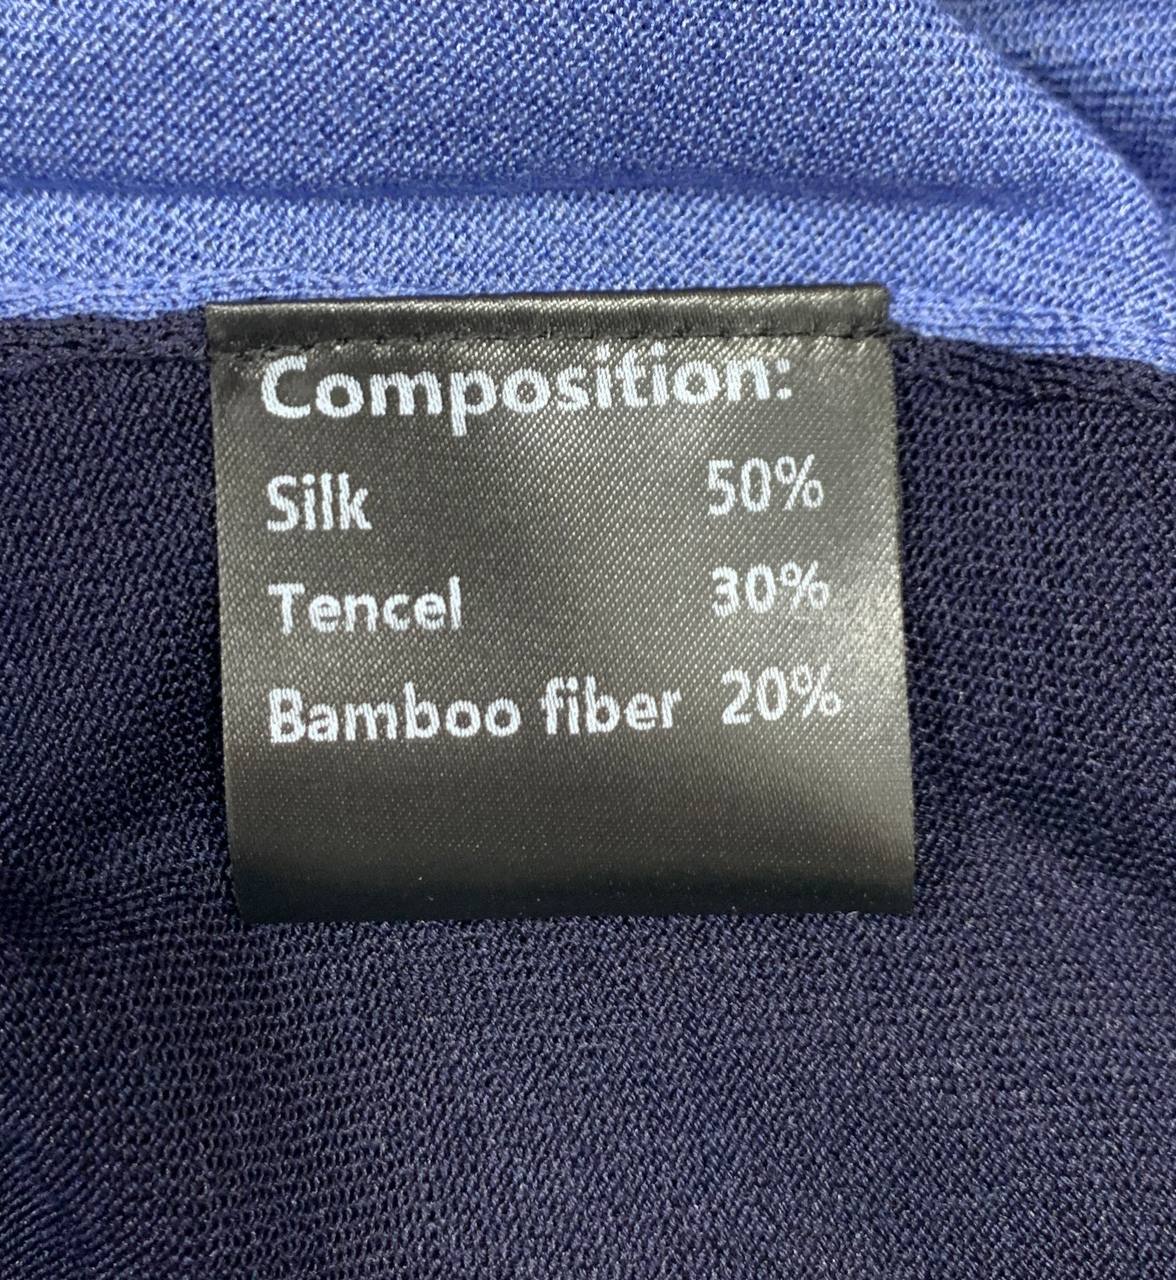 Composition:
Silk 50%
Tencel 30%
Bamboo fiber 20%